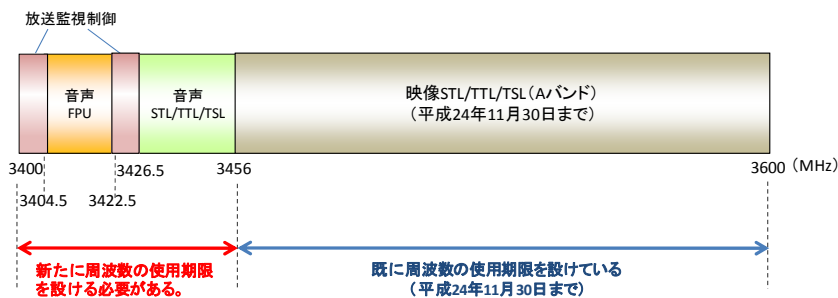 放送監視制御
音声
FPU
音声
STL/TTL/TSL
映像STL/TTL/TSL(Aバンド)
(平成24年11月30日まで)
3400
3426.5
3456
3600
(MHz)
3404.5
3422.5
新たに周波数の使用期限
を設ける必要がある。
既に周波数の使用期限を設けている
(平成24年11月30日まで)